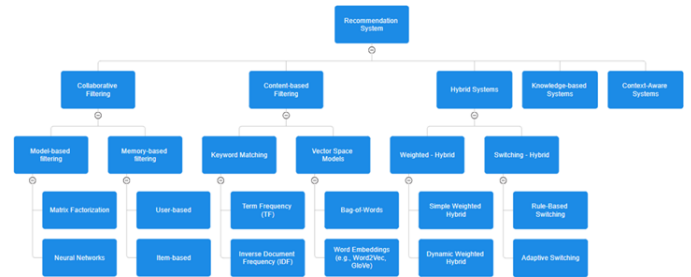 Recommendation
System
Collaborative
Filtering
Content-based
Filtering
Hybrid Systems
Knowledge-based
Systems
Context-Aware
Systems
Model-based
filtering
Memory-based
filtering
Keyword Matching
Vector Space
Models
Weighted - Hybrid
Switching - Hybrid
Matrix Factorization
User-based
Term Frequency
(TF)
Bag-of-Words
Simple Weighted
Hybrid
Rule-Based
Switching
Neural Networks
Item-based
Inverse Document
Frequency (IDF)
Word Embeddings
(e.g., Word2Vec,
GloVe)
Dynamic Weighted
Hybrid
Adaptive Switching